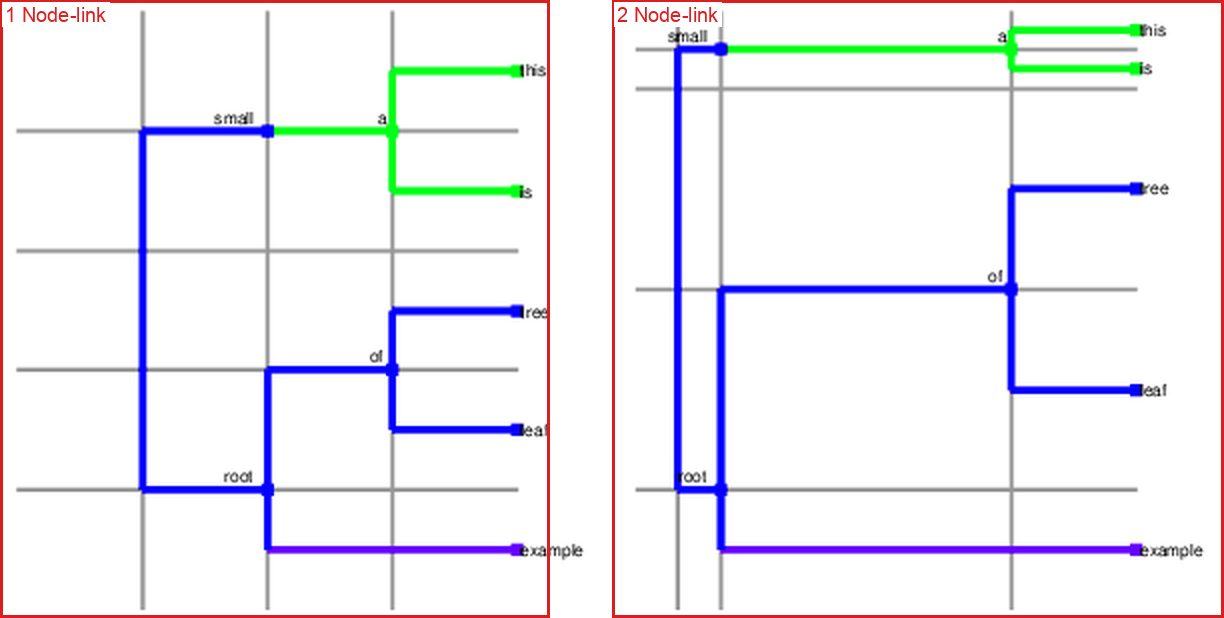 1 Node-link
small
a
this
is
tree
of
leaf
root
example
2 Node-link
small
a
this
is
tree
of
leaf
root
example